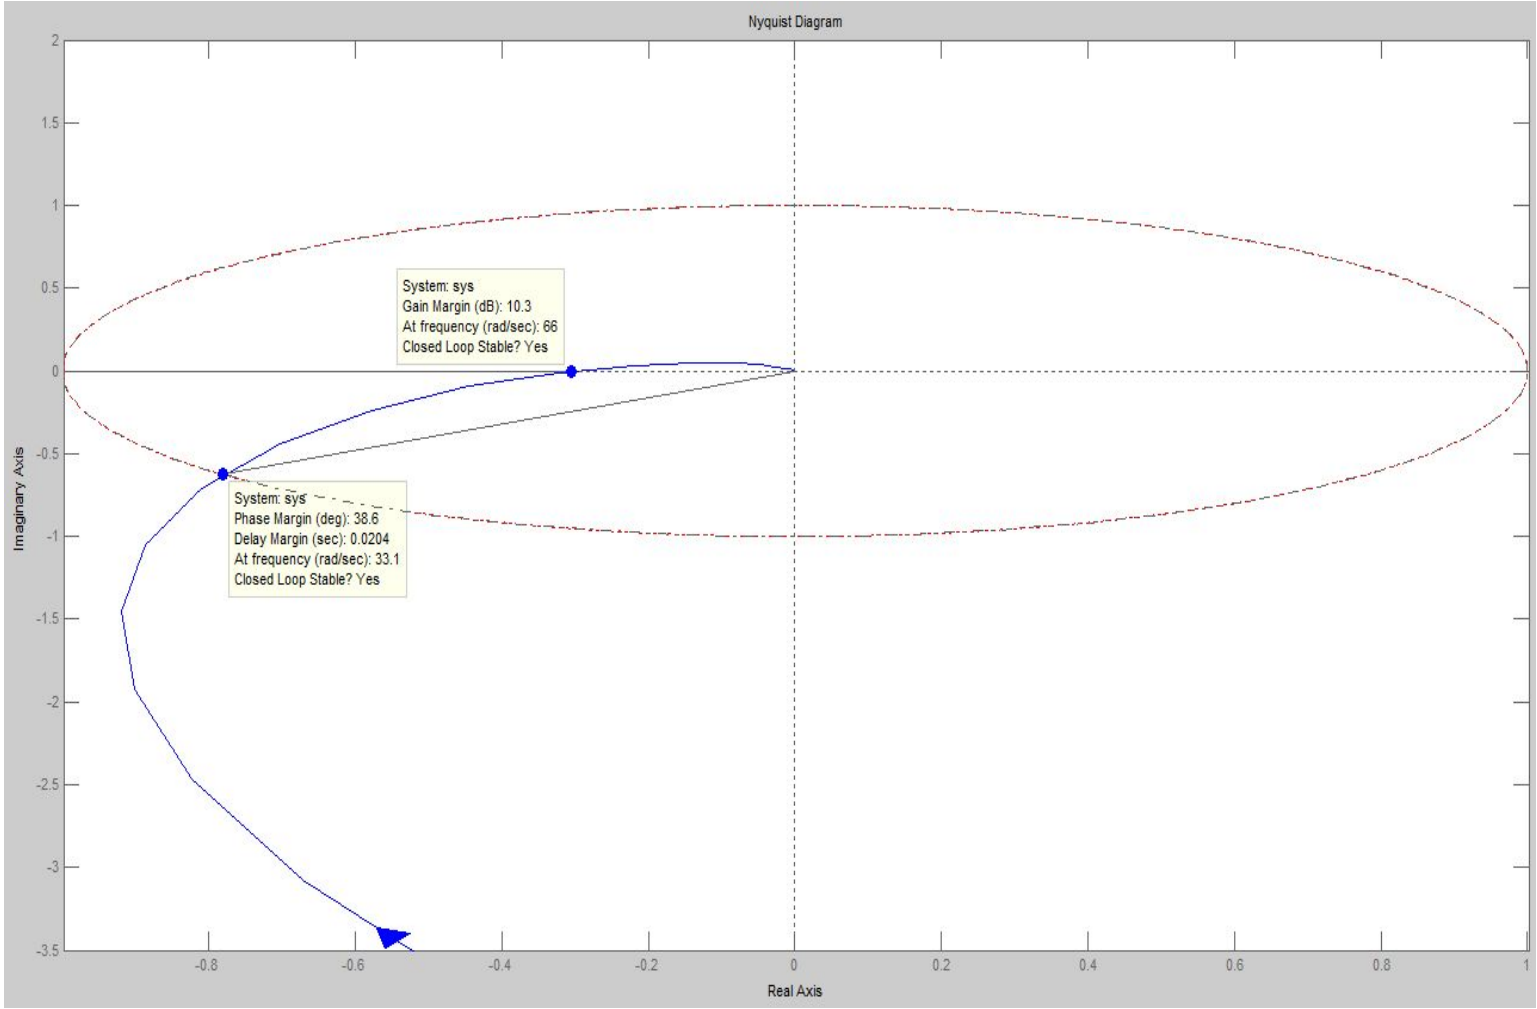 Nyquist Diagram
2
1.5
1
0.5
0
-0.5
-1
-1.5
-2
-2.5
-3
-3.5
Imaginary Axis
System: sys
Gain Margin (dB): 10.3
At frequency (rad/sec): 66
Closed Loop Stable? Yes
System: sys
Phase Margin (deg): 38.6
Delay Margin (sec): 0.0204
At frequency (rad/sec): 33.1
Closed Loop Stable? Yes
-0.8 -0.6 -0.4 -0.2 0 0.2 0.4 0.6 0.8 1
Real Axis